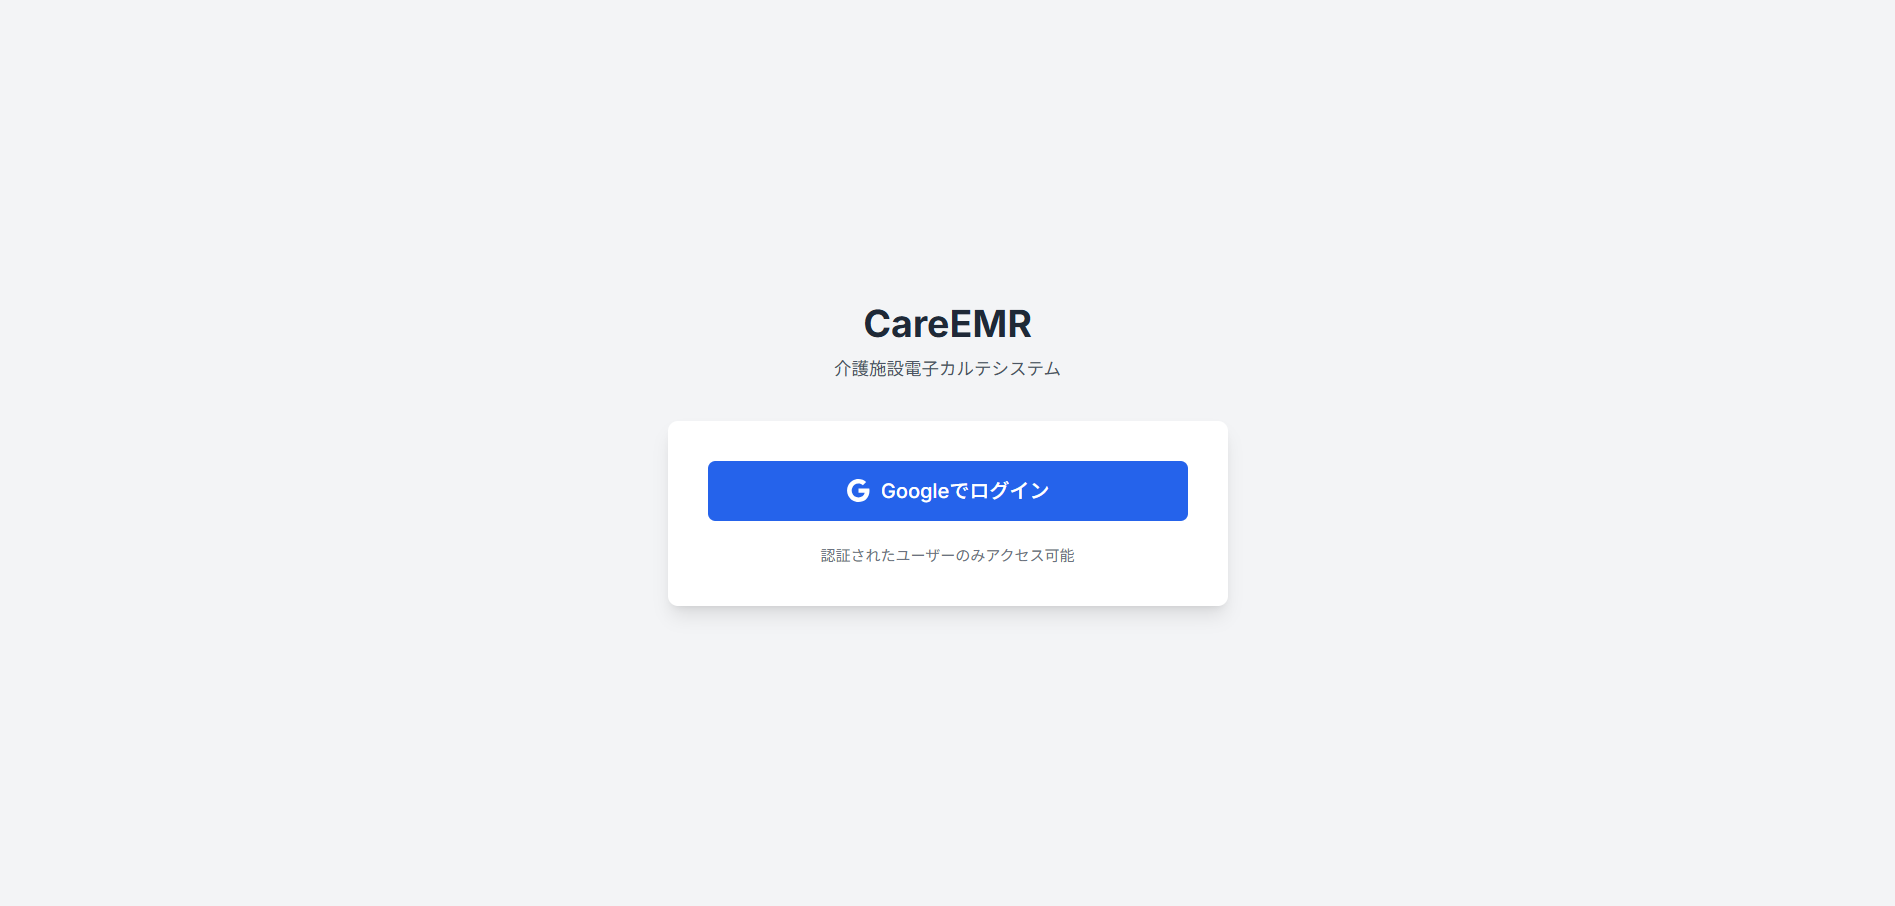 CareEMR
介護施設電子カルテシステム
Googleでログイン
認証されたユーザーのみアクセス可能